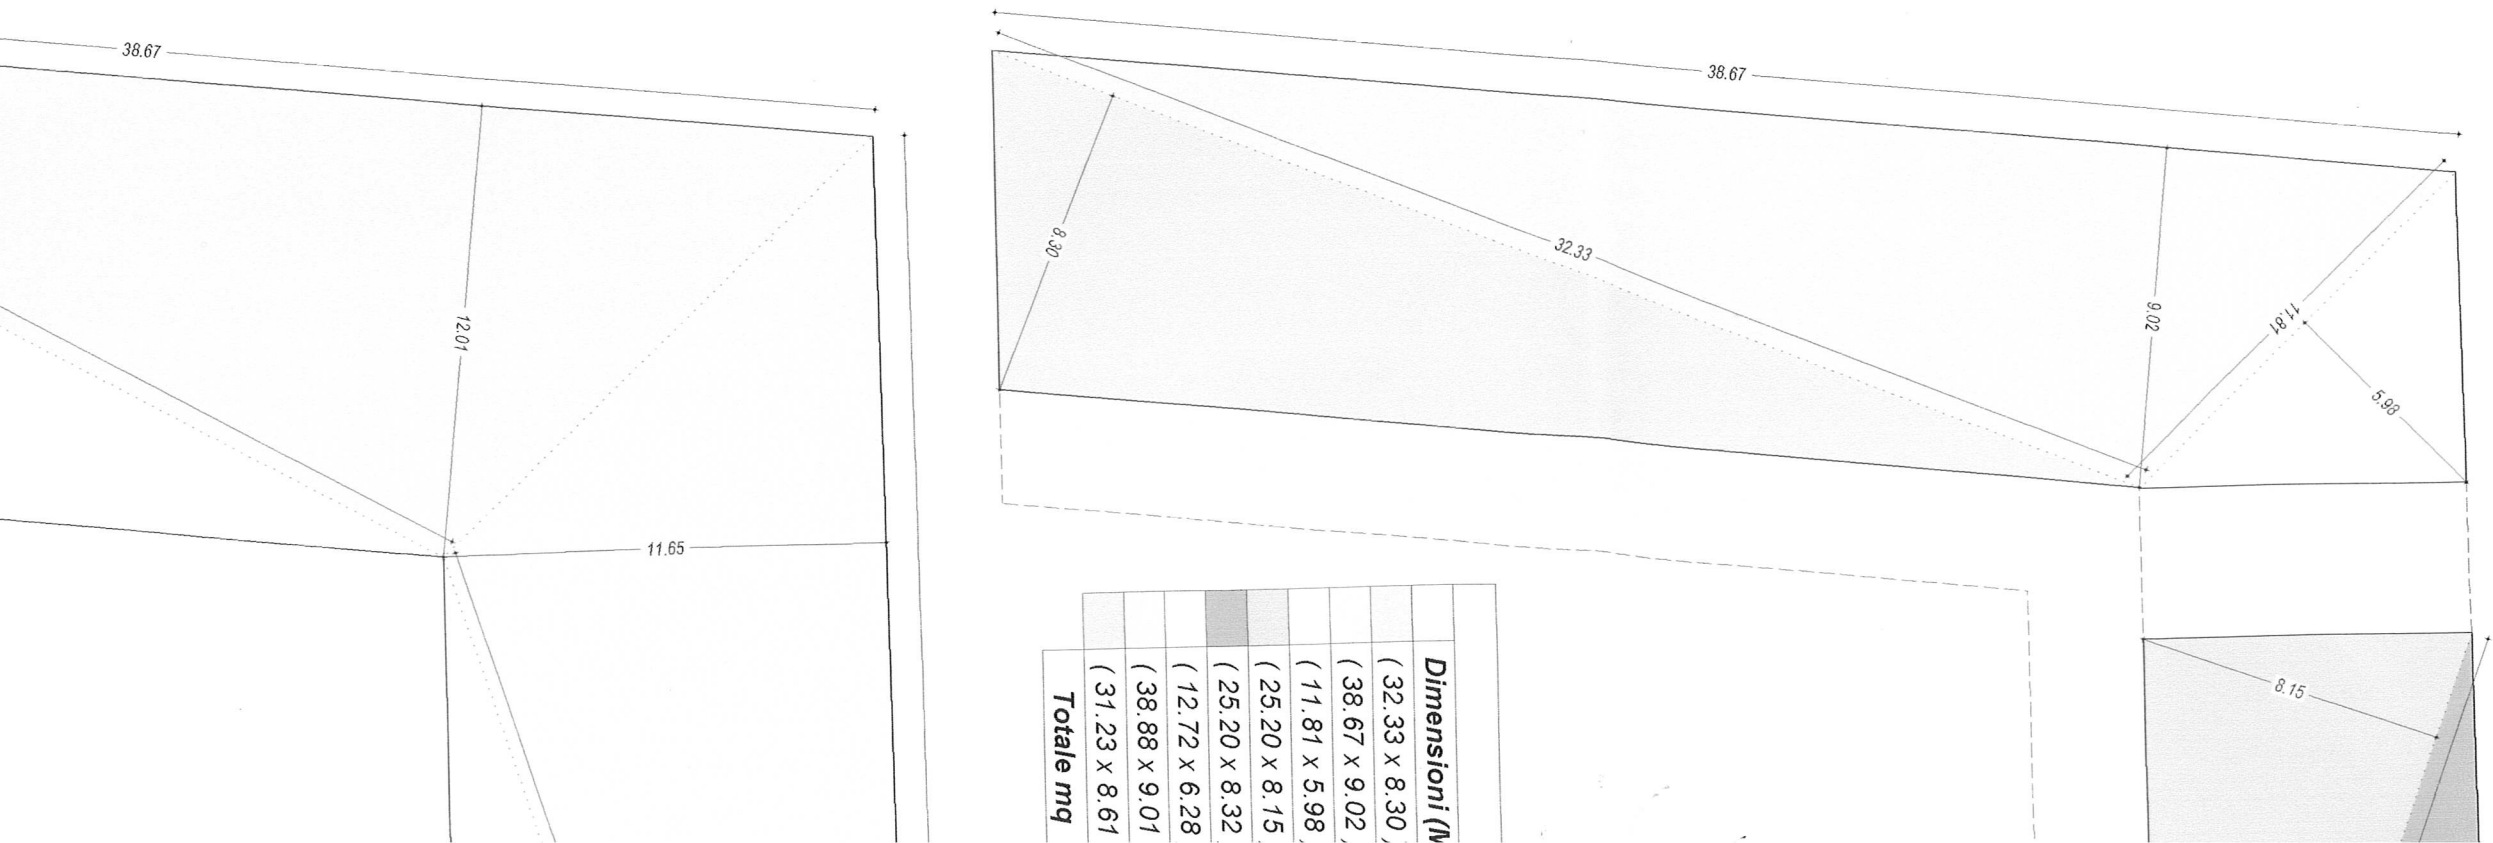 38.67
12.01
11.65
38.67
8.30
32.33
9.02
11.81
5.98
8.15
Dimensioni (M
( 32.33 x 8.30 )
( 38.67 x 9.02 )
( 11.81 x 5.98 )
( 25.20 x 8.15
( 25.20 x 8.32
( 12.72 x 6.28
( 38.88 x 9.01
( 31.23 x 8.61
Totale mq